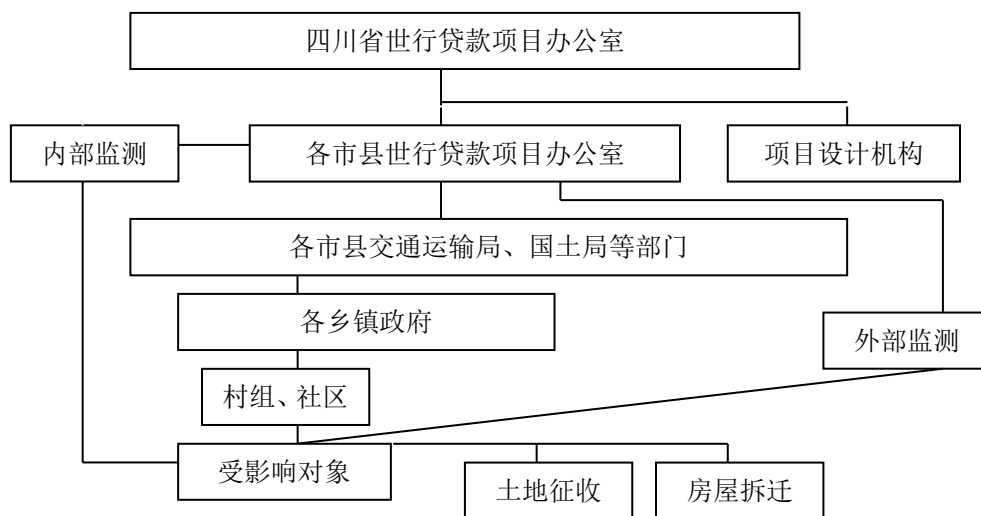 四川省世行贷款项目办公室
内部监测
各市县世行贷款项目办公室
项目设计机构
各市县交通运输局、国土局等部门
各乡镇政府
外部监测
村组、社区
受影响对象
土地征收
房屋拆迁